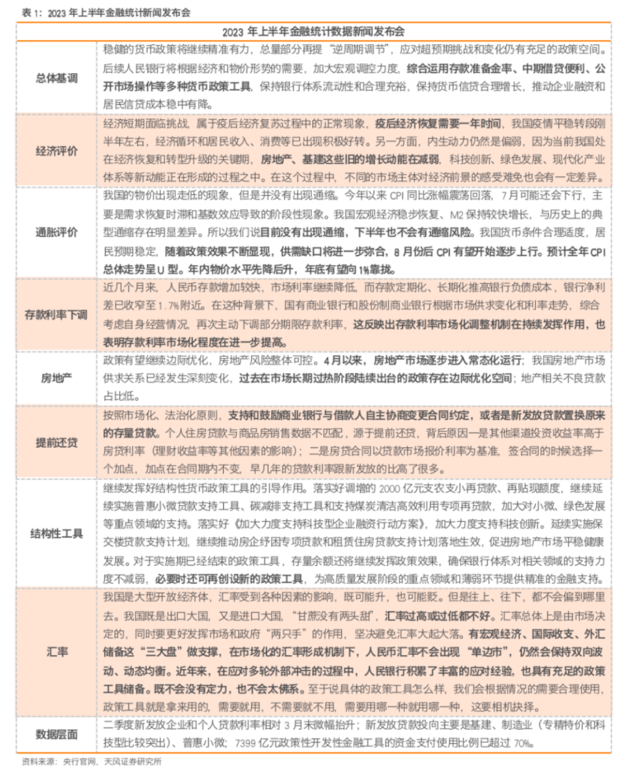 表 1：2023 年上半年金融统计新闻发布会
2023 年上半年金融统计数据新闻发布会
总体基调
稳健的货币政策将继续精准有力，总量部分再提“逆周期调节”，应对超预期挑战和变化仍有充足的政策空间。
后续人民银行将根据经济和物价形势的需要，加大宏观调控力度，综合运用存款准备金率、中期借贷便利、公
开市场操作等多种货币政策工具，保持银行体系流动性和合理充裕，保持货币信贷合理增长，推动企业融资和
居民信贷成本稳中有降。
经济评价
经济短期面临挑战，属于疫后经济复苏过程中的正常现象，疫后经济恢复需要一年时间，我国疫情平稳转段刚
半年左右，经济循环和居民收入、消费等已出现积极好转。另一方面，内生动力仍然是偏弱，因为当前我国处
在经济恢复和转型升级的关键期，房地产、基建这些旧的增长动能在减弱，科技创新、绿色发展、现代化产业
体系等新动能正在形成的过程之中。在这个过程中，不同的市场主体对经济前景的感受难免也会有一定差异。
通胀评价
我国的物价出现走低的现象，但是并没有出现通缩。今年以来 CPI 同比涨幅震荡回落，7 月可能还会下行，主
要是需求恢复时滞和基数效应导致的阶段性现象。我国宏观经济稳步恢复、M2 保持较快增长，与历史上的典
型通缩存在明显差异。所以我们说目前没有出现通缩，下半年也不会有通缩风险。我国货币条件合理适度，居
民预期稳定，随着政策效果不断显现，供需缺口将进一步弥合，8 月份后 CPI 有望开始逐步上行。预计全年 CPI
总体走势呈 U 型。年内物价水平先降后升，年底有望向 1%靠拢。
存款利率下调
近几个月来，人民币存款增加较快，市场利率继续降低，而存款定期化、长期化推高银行负债成本，银行净利
差已收窄至 1.7%附近。在这种背景下，国有商业银行和股份制商业银行根据市场供求变化和利率走势，综合
考虑自身经营情况，再次主动下调部分期限存款利率，这反映出存款利率市场化调整机制在持续发挥作用，也
表明存款利率市场化程度在进一步提高。
房地产
政策有望继续边际优化，房地产风险整体可控。4 月以来，房地产市场逐步进入常态化运行；我国房地产市场
供求关系已经发生深刻变化，过去在市场长期过热阶段陆续出台的政策存在边际优化空间；地产相关不良贷款
占比低。
提前还贷
按照市场化、法治化原则，支持和鼓励商业银行与借款人自主协商变更合同约定，或者是新发放贷款置换原来
的存量贷款。个人住房贷款与商品房销售数据不匹配，源于提前还贷，背后原因一是其他渠道投资收益率高于
房贷利率（理财收益率等其他因素的影响）；二是房贷合同以贷款市场报价利率为基准，签合同的时候选择一
个加点，加点在合同期内不变，早几年的贷款利率跟新发放的比高了很多。
结构性工具
继续发挥好结构性货币政策工具的引导作用。落实好调增的 2000 亿元支农支小再贷款、再贴现额度，继续延
续实施普惠小微贷款支持工具、碳减排支持工具和支持煤炭清洁高效利用专项再贷款，加大对小微、绿色发展
等重点领域的支持。落实好《加大力度支持科技型企业融资行动方案》，加大力度支持科技创新。延续实施保
交楼贷款支持计划，继续推动房企纾困专项贷款和租赁住房贷款支持计划落地生效，促进房地产市场平稳健康
发展。对于实施期已经结束的政策工具，存量余额还将继续发挥政策效果，确保银行体系对相关领域的支持力
度不减弱，必要时还可再创设新的政策工具，为高质量发展阶段的重点领域和薄弱环节提供精准的金融支持。
汇率
我国是大型开放经济体，汇率受到各种因素的影响，既可能升，也可能贬。但是往上、往下，都不会偏到哪里
去。我国既是出口大国，又是进口大国，“甘蔗没有两头甜”，汇率过高或过低都不好。汇率总体上是由市场决
定的，同时要更好发挥市场和政府“两只手”的作用，坚决避免汇率大起大落。有宏观经济、国际收支、外汇
储备这“三大盘”做支撑，在市场化的汇率形成机制下，人民币汇率不会出现“单边市”，仍然会保持双向波
动、动态均衡。近年来，在应对多轮外部冲击的过程中，人民银行积累了丰富的应对经验，也具有充足的政策
工具储备。既不会没有定力，也不会太佛系。至于说具体的政策工具怎么样，我们会根据情况的需要合理使用，
政策工具就是拿来用的，需要就用，不需要就不用，需要用哪一种就用哪一种，这要相机抉择。
数据层面
二季度新发放企业和个人贷款利率相对 3 月末微幅抬升；新发放贷款投向主要是基建、制造业（专精特价和科
技型比较突出）、普惠小微；7399 亿元政策性开发性金融工具的资金支付使用比例已超过 70%。
资料来源：央行官网，天风证券研究所